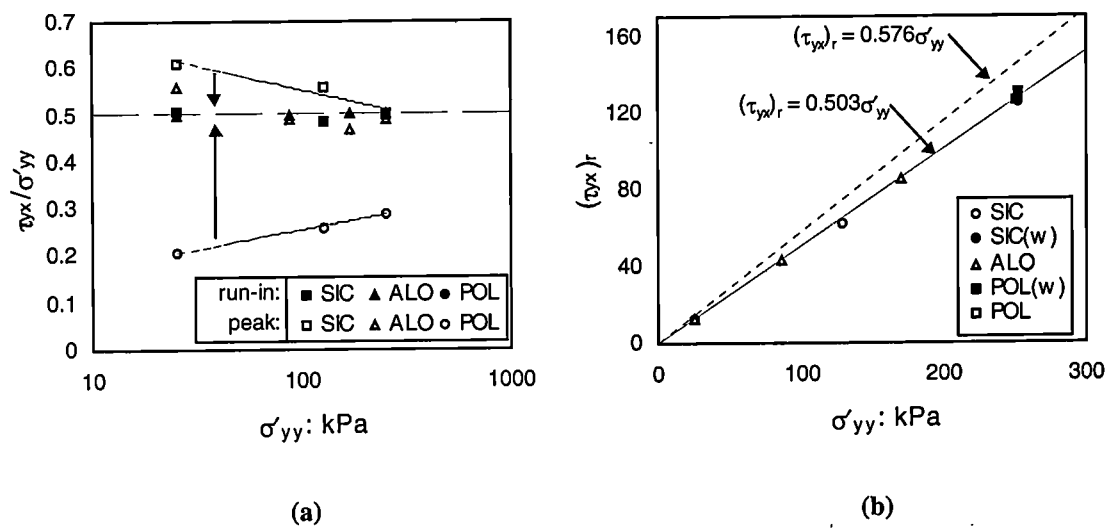 0.7
0.6
0.5
0.4
0.3
0.2
0.1
0
τyx/σ′yy
run-in: ■ SIC ▲ ALO ● POL
peak: □ SIC △ ALO ○ POL
10 100 1000
σ′yy: kPa
(a)
160
120
80
40
0
(τyx)r
(τyx)r = 0.576σ′yy
(τyx)r = 0.503σ′yy
○ SIC
● SIC(w)
△ ALO
■ POL(w)
□ POL
0 100 200 300
σ′yy: kPa
(b)